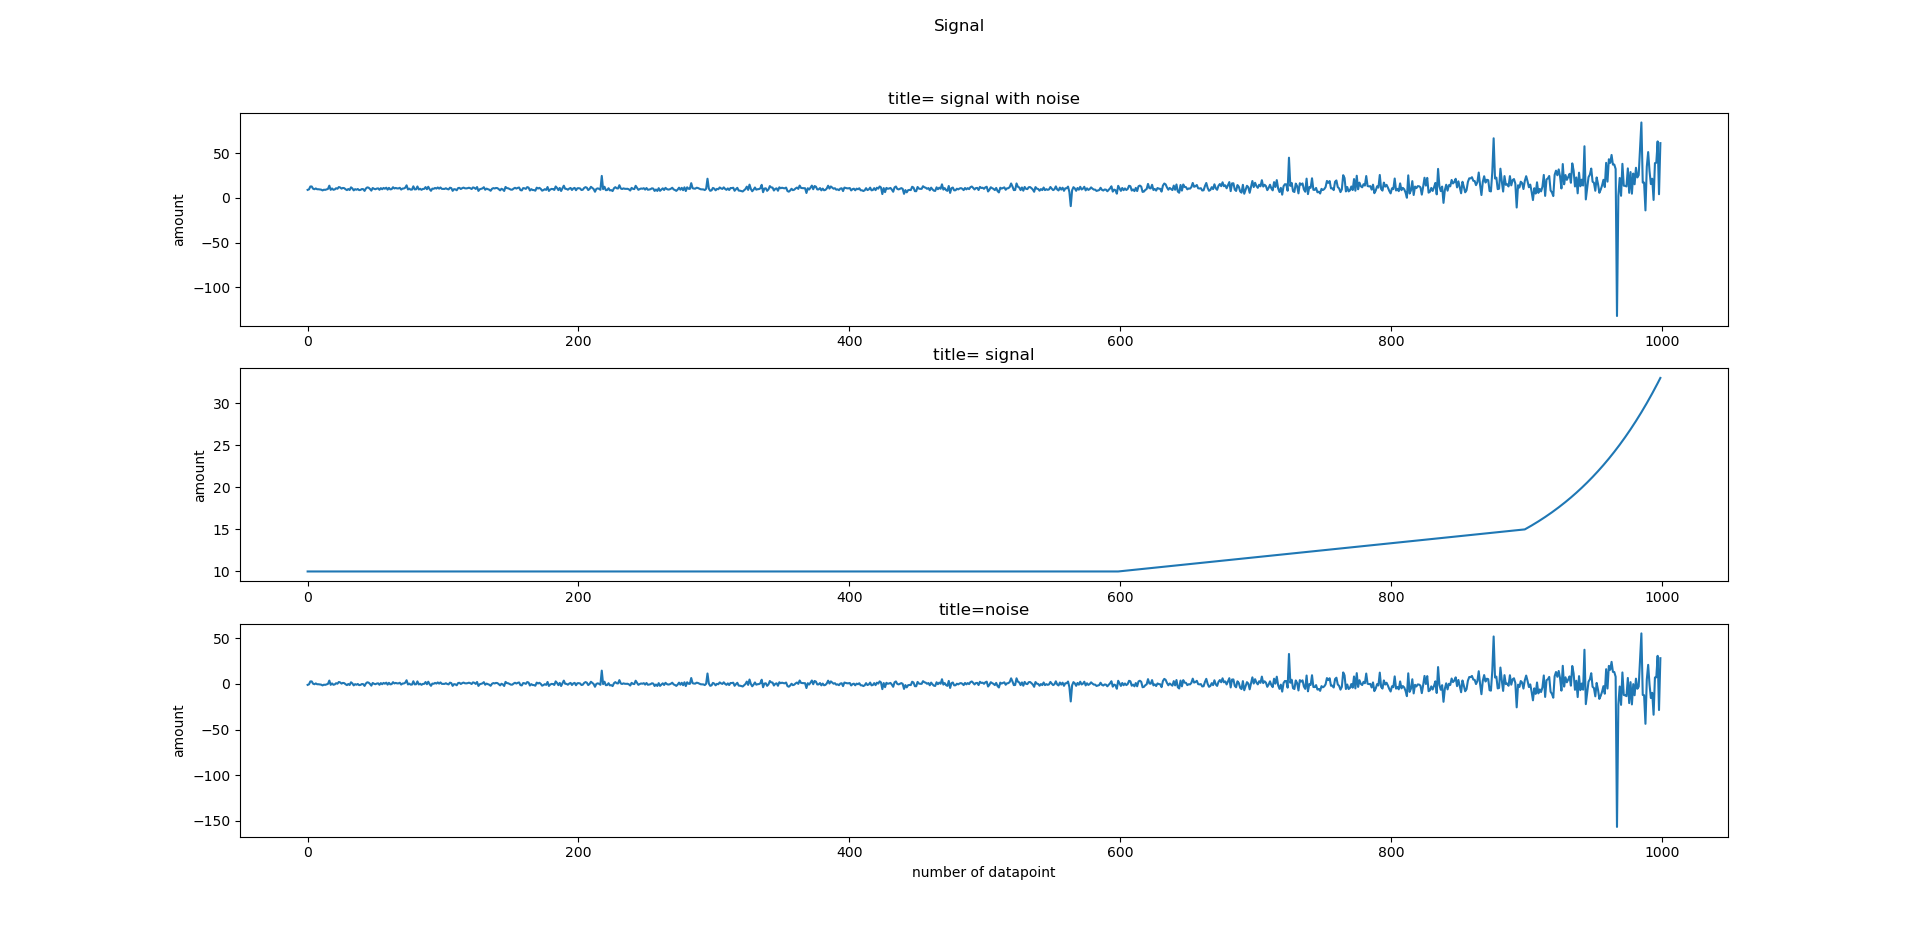 Signal
title= signal with noise
50
0
−50
−100
amount
0 200 400 600 800 1000
title= signal
30
25
20
15
10
amount
0 200 400 600 800 1000
title=noise
50
0
−50
−100
−150
amount
0 200 400 600 800 1000
number of datapoint